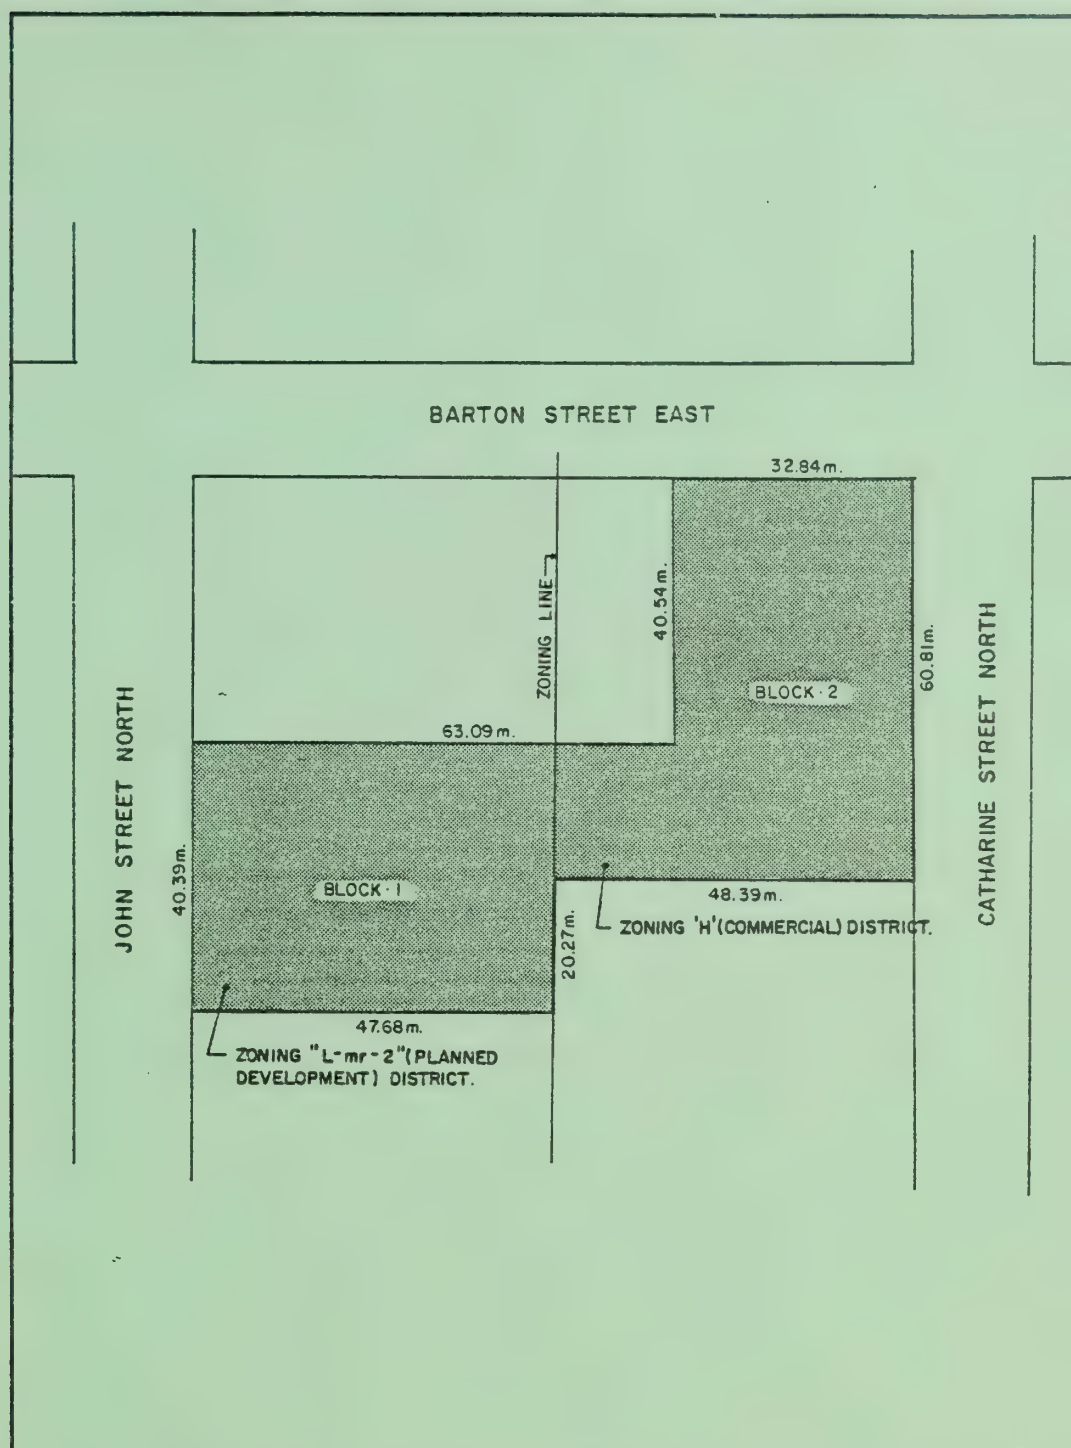 BARTON STREET EAST
32.84m.
ZONING LINE
40.54m.
60.81m.
BLOCK·2
63.09m.
JOHN STREET NORTH
CATHARINE STREET NORTH
40.39m.
BLOCK·1
48.39m.
20.27m.
ZONING 'H'(COMMERCIAL) DISTRICT.
47.68m.
ZONING "L-mr-2"(PLANNED
DEVELOPMENT) DISTRICT.